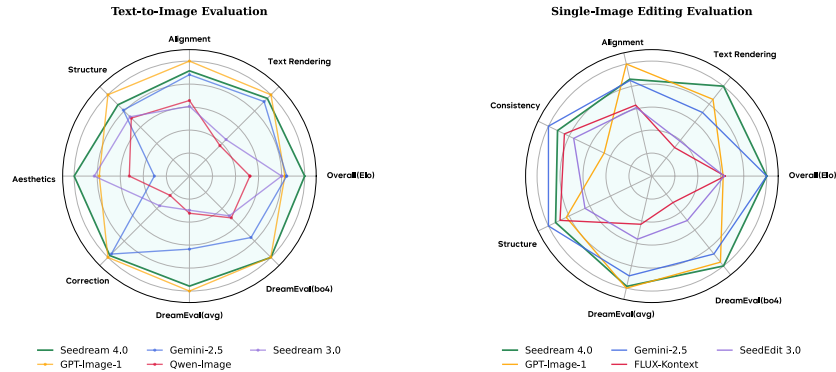 Text-to-Image Evaluation
Alignment
Text Rendering
Structure
Aesthetics
Overall(Elo)
Correction
DreamEval(bo4)
DreamEval(avg)
Seedream 4.0
Gemini-2.5
Seedream 3.0
GPT-Image-1
Qwen-Image
Single-Image Editing Evaluation
Alignment
Text Rendering
Consistency
Overall(Elo)
Structure
DreamEval(bo4)
DreamEval(avg)
Seedream 4.0
Gemini-2.5
SeedEdit 3.0
GPT-Image-1
FLUX-Kontext